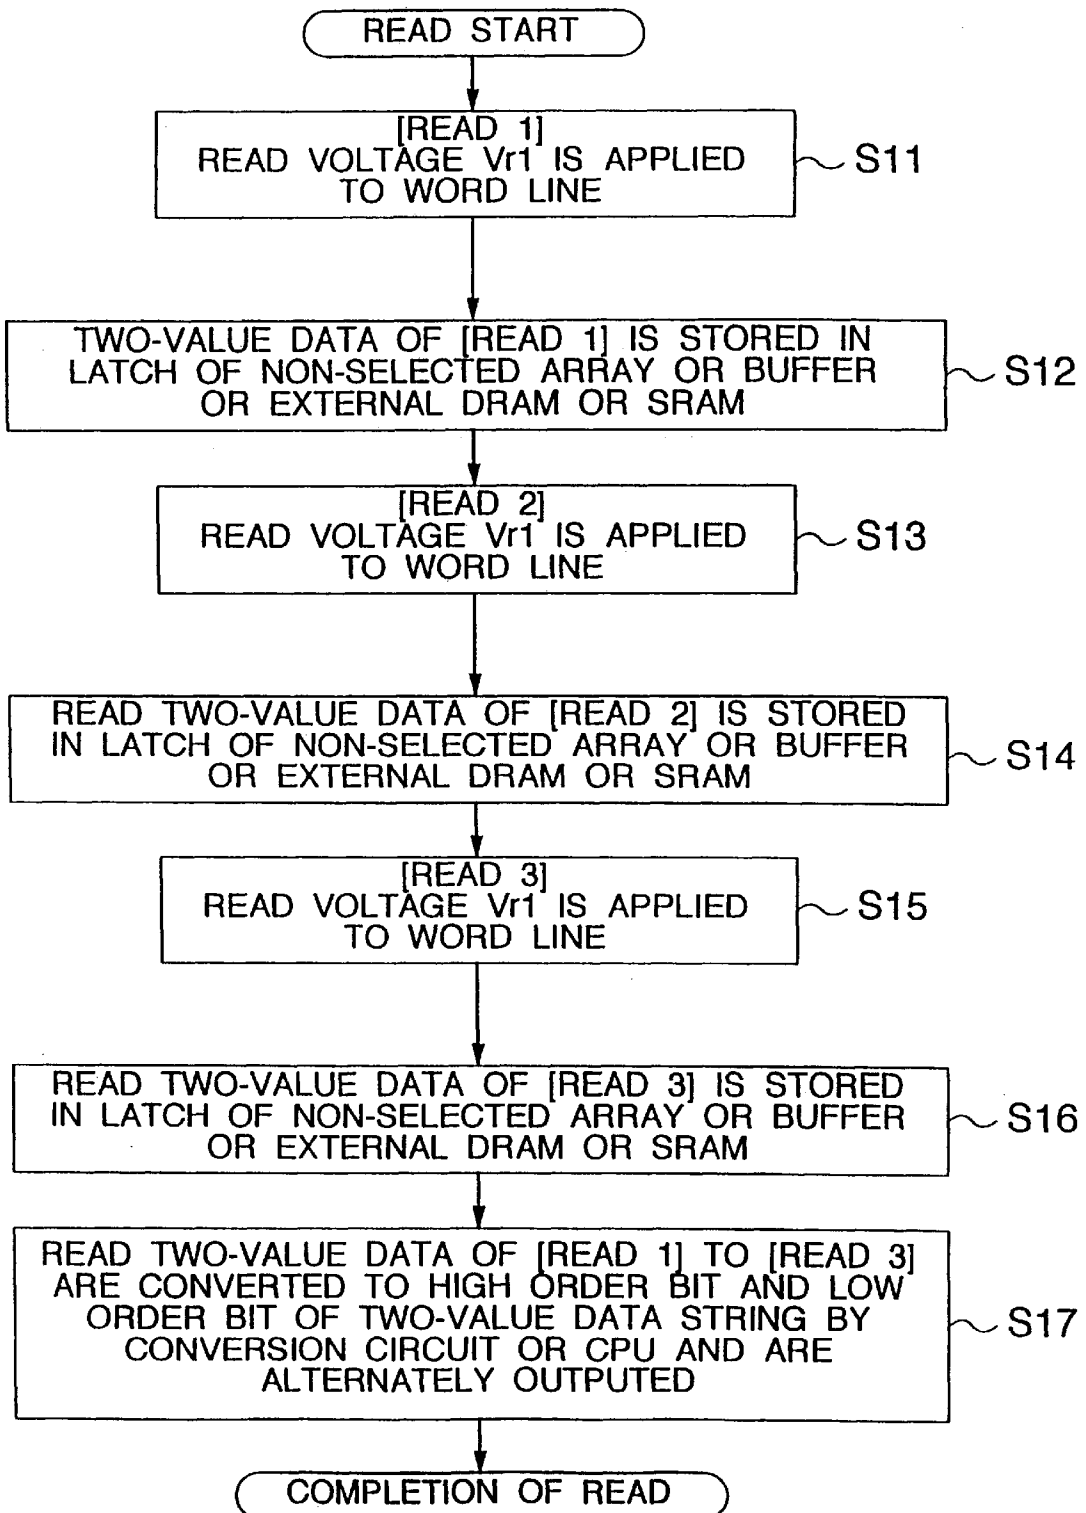 READ START
[READ 1]
READ VOLTAGE Vr1 IS APPLIED
TO WORD LINE
S11
TWO-VALUE DATA OF [READ 1] IS STORED IN
LATCH OF NON-SELECTED ARRAY OR BUFFER
OR EXTERNAL DRAM OR SRAM
S12
[READ 2]
READ VOLTAGE Vr1 IS APPLIED
TO WORD LINE
S13
READ TWO-VALUE DATA OF [READ 2] IS STORED
IN LATCH OF NON-SELECTED ARRAY OR BUFFER
OR EXTERNAL DRAM OR SRAM
S14
[READ 3]
READ VOLTAGE Vr1 IS APPLIED
TO WORD LINE
S15
READ TWO-VALUE DATA OF [READ 3] IS STORED
IN LATCH OF NON-SELECTED ARRAY OR BUFFER
OR EXTERNAL DRAM OR SRAM
S16
READ TWO-VALUE DATA OF [READ 1] TO [READ 3]
ARE CONVERTED TO HIGH ORDER BIT AND LOW
ORDER BIT OF TWO-VALUE DATA STRING BY
CONVERSION CIRCUIT OR CPU AND ARE
ALTERNATELY OUTPUTED
S17
COMPLETION OF READ